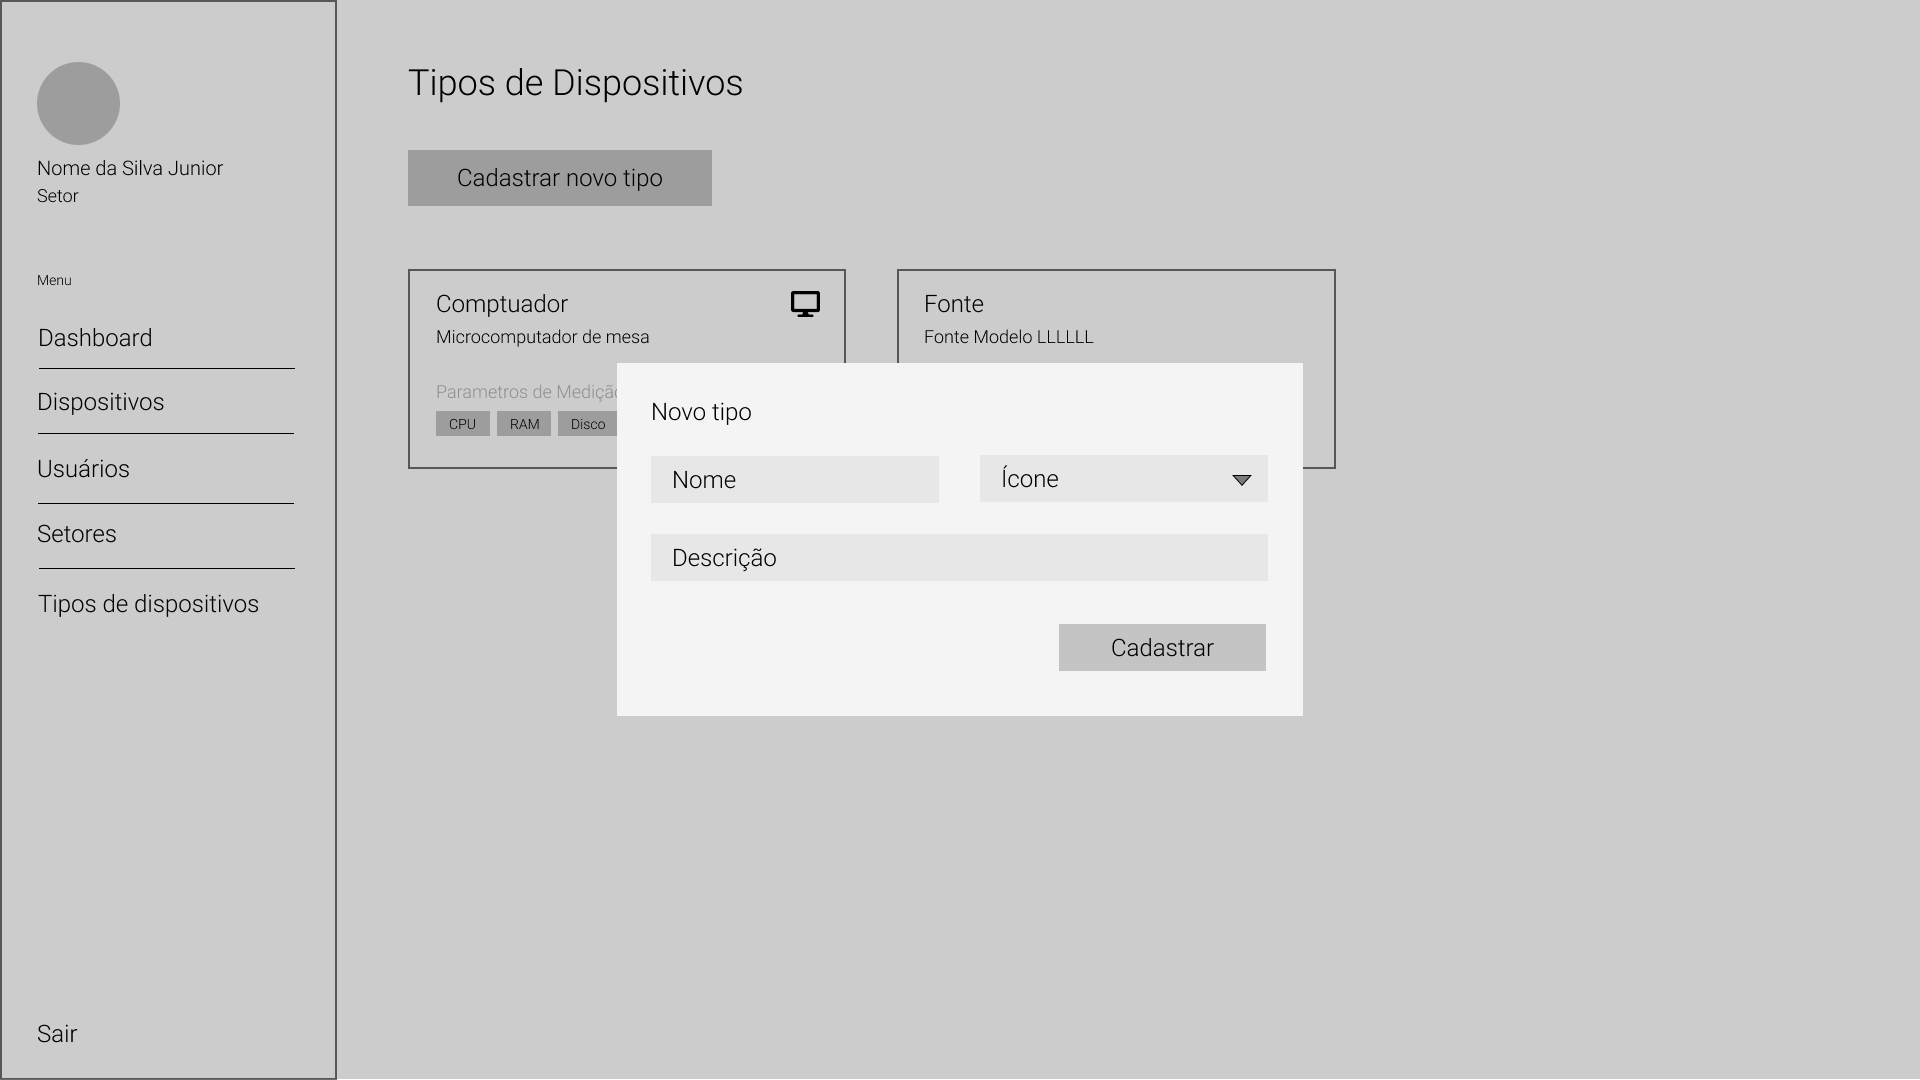 Nome da Silva Junior
Setor
Menu
Dashboard
Dispositivos
Usuários
Setores
Tipos de dispositivos
Sair
Tipos de Dispositivos
Cadastrar novo tipo
Comptuador
Microcomputador de mesa
Parametros de Mediçã
CPU RAM Disco
Fonte
Fonte Modelo LLLLLL
Novo tipo
Nome
Ícone
Descrição
Cadastrar